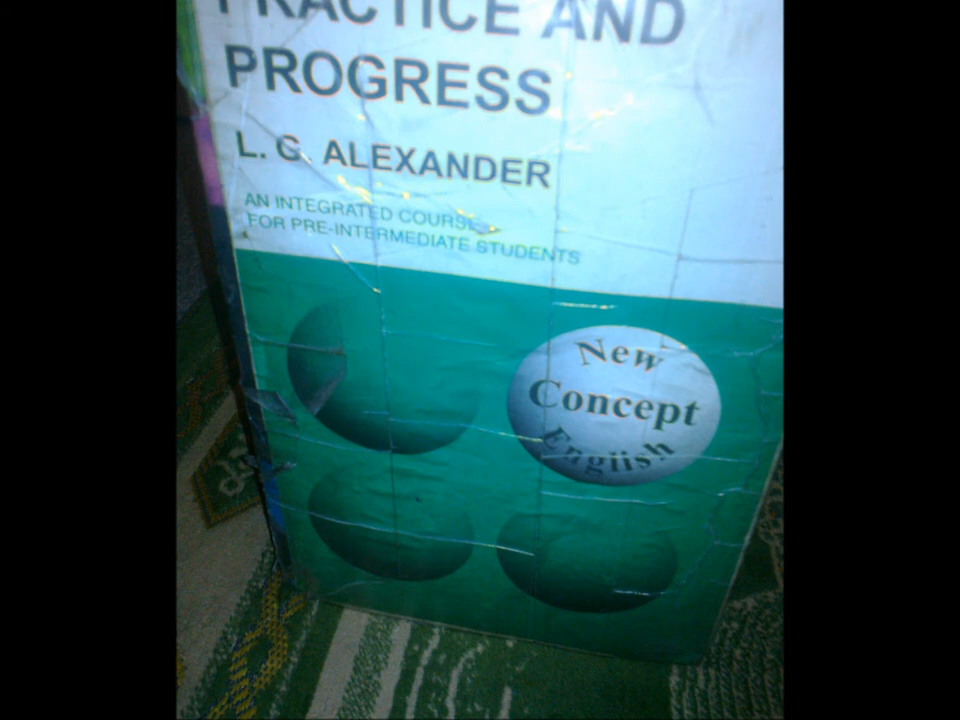 PRACTICE AND
PROGRESS
L. G. ALEXANDER
AN INTEGRATED COURSE
FOR PRE-INTERMEDIATE STUDENTS
New
Concept
English